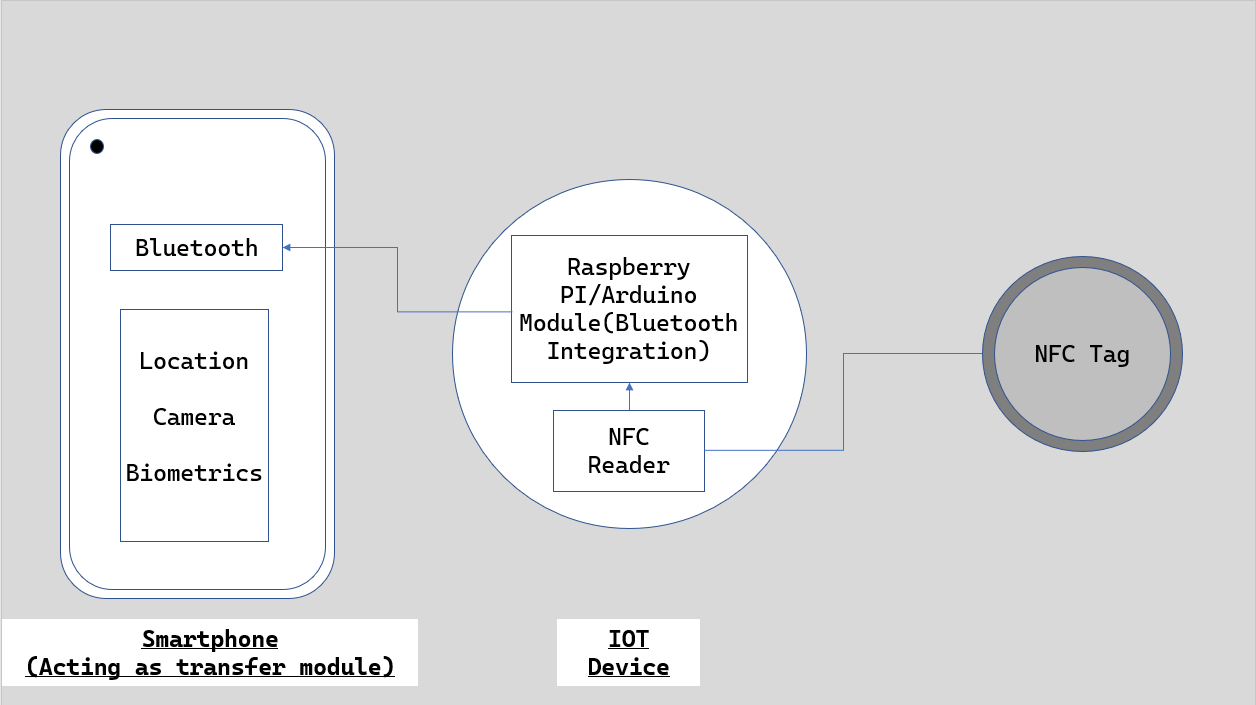 Bluetooth
Location
Camera
Biometrics
Smartphone
(Acting as transfer module)
Raspberry
PI/Arduino
Module(Bluetooth
Integration)
NFC
Reader
IOT
Device
NFC Tag